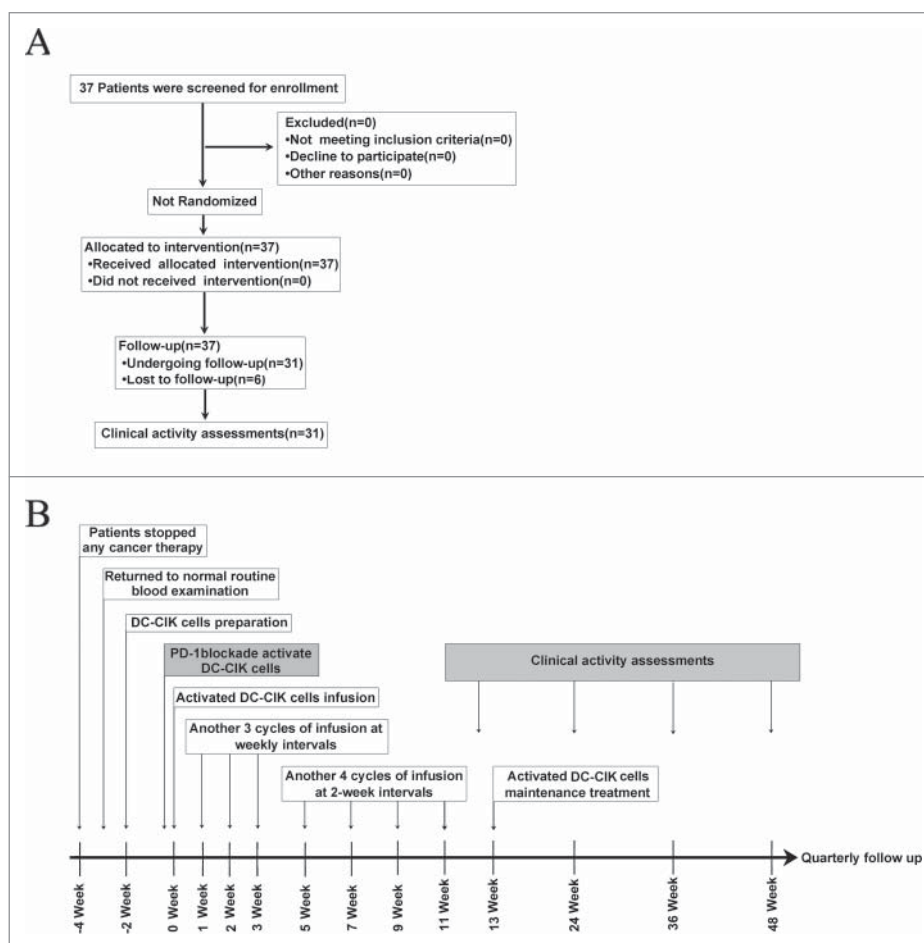 A
37 Patients were screened for enrollment
Excluded(n=0)
•Not meeting inclusion criteria(n=0)
•Decline to participate(n=0)
•Other reasons(n=0)
Not Randomized
Allocated to intervention(n=37)
•Received allocated intervention(n=37)
•Did not received intervention(n=0)
Follow-up(n=37)
•Undergoing follow-up(n=31)
•Lost to follow-up(n=6)
Clinical activity assessments(n=31)
B
Patients stopped
any cancer therapy
Returned to normal routine
blood examination
DC-CIK cells preparation
PD-1blockade activate
DC-CIK cells
Clinical activity assessments
Activated DC-CIK cells infusion
Another 3 cycles of infusion at
weekly intervals
Another 4 cycles of infusion
at 2-week intervals
Activated DC-CIK cells
maintenance treatment
Quarterly follow up
-4 Week
-2 Week
0 Week
1 Week
2 Week
3 Week
5 Week
7 Week
9 Week
11 Week
13 Week
24 Week
36 Week
48 Week